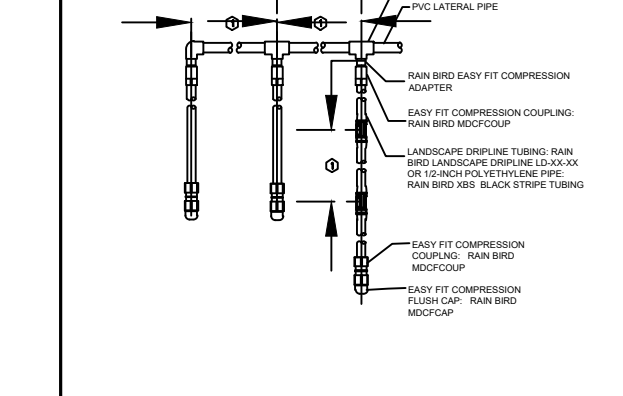 PVC LATERAL PIPE
1
1
RAIN BIRD EASY FIT COMPRESSION
ADAPTER
EASY FIT COMPRESSION COUPLING:
RAIN BIRD MDCFCOUP
LANDSCAPE DRIPLINE TUBING: RAIN
BIRD LANDSCAPE DRIPLINE LD-XX-XX
OR 1/2-INCH POLYETHYLENE PIPE:
RAIN BIRD XBS BLACK STRIPE TUBING
1
EASY FIT COMPRESSION
COUPLNG: RAIN BIRD
MDCFCOUP
EASY FIT COMPRESSION
FLUSH CAP: RAIN BIRD
MDCFCAP